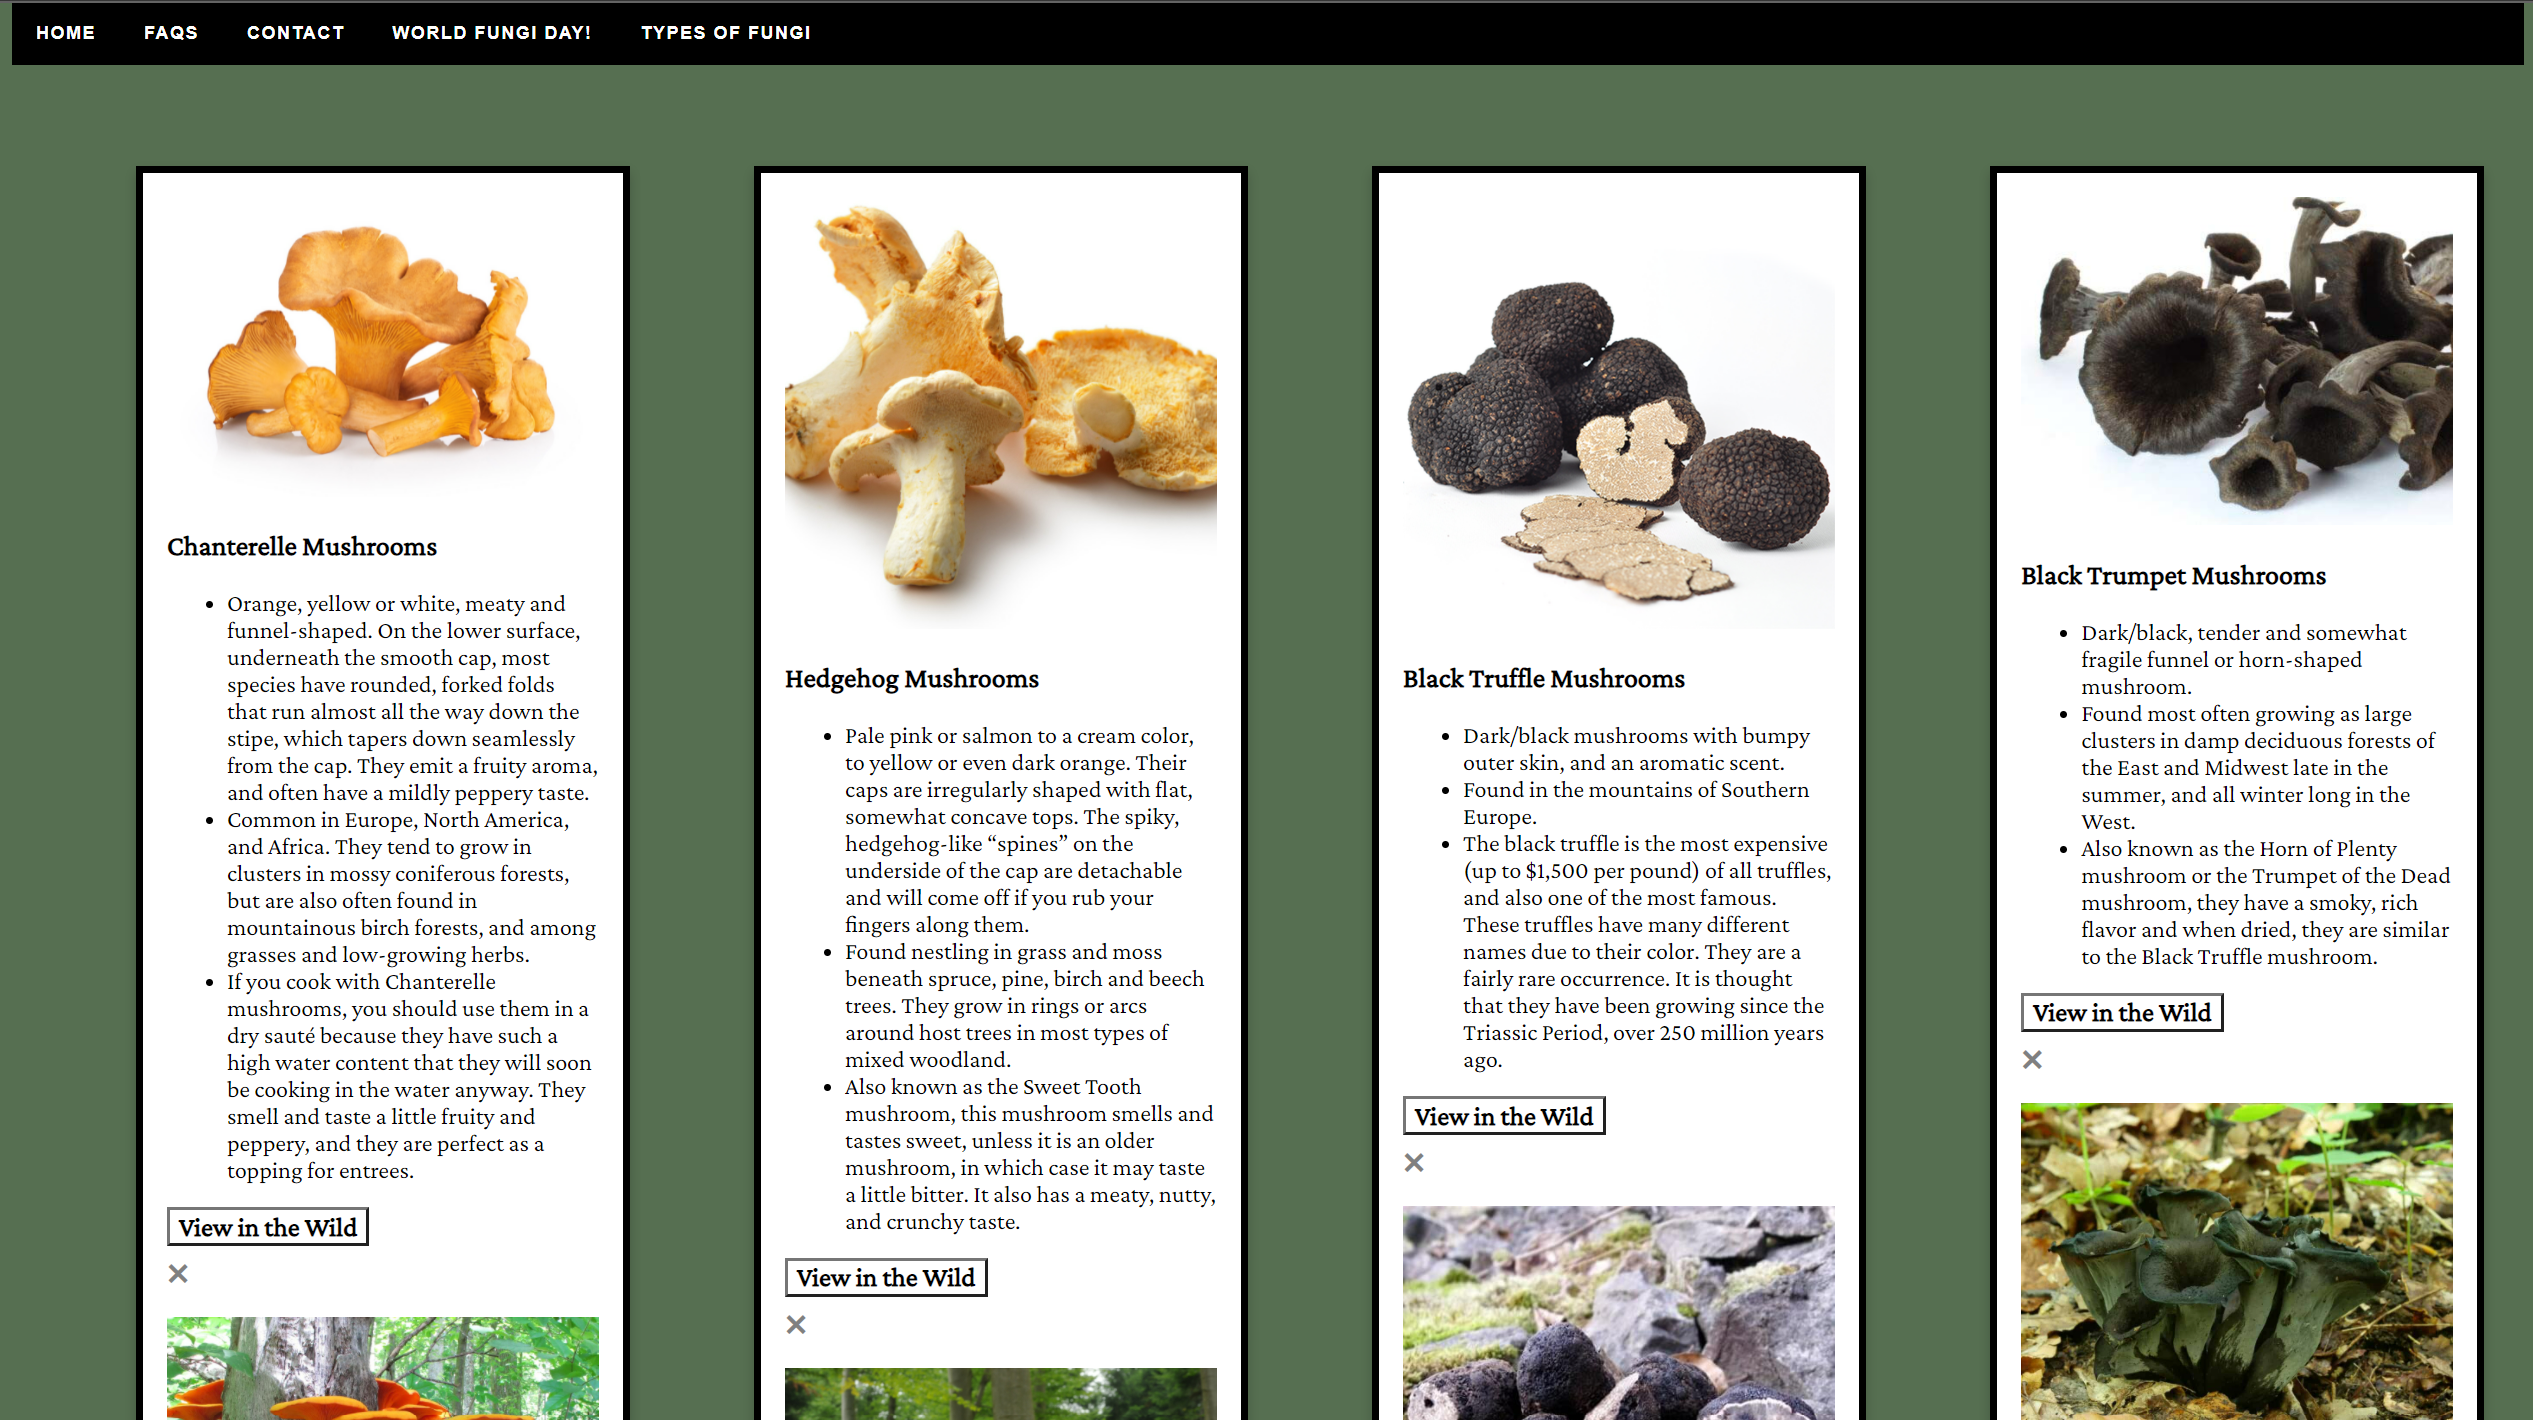 HOME FAQS CONTACT WORLD FUNGI DAY! TYPES OF FUNGI
Chanterelle Mushrooms
• Orange, yellow or white, meaty and
funnel-shaped. On the lower surface,
underneath the smooth cap, most
species have rounded, forked folds
that run almost all the way down the
stipe, which tapers down seamlessly
from the cap. They emit a fruity aroma,
and often have a mildly peppery taste.
• Common in Europe, North America,
and Africa. They tend to grow in
clusters in mossy coniferous forests,
but are also often found in
mountainous birch forests, and among
grasses and low-growing herbs.
• If you cook with Chanterelle
mushrooms, you should use them in a
dry sauté because they have such a
high water content that they will soon
be cooking in the water anyway. They
smell and taste a little fruity and
peppery, and they are perfect as a
topping for entrees.
View in the Wild
×
Hedgehog Mushrooms
• Pale pink or salmon to a cream color,
to yellow or even dark orange. Their
caps are irregularly shaped with flat,
somewhat concave tops. The spiky,
hedgehog-like “spines” on the
underside of the cap are detachable
and will come off if you rub your
fingers along them.
• Found nestling in grass and moss
beneath spruce, pine, birch and beech
trees. They grow in rings or arcs
around host trees in most types of
mixed woodland.
• Also known as the Sweet Tooth
mushroom, this mushroom smells and
tastes sweet, unless it is an older
mushroom, in which case it may taste
a little bitter. It also has a meaty, nutty,
and crunchy taste.
View in the Wild
×
Black Truffle Mushrooms
• Dark/black mushrooms with bumpy
outer skin, and an aromatic scent.
• Found in the mountains of Southern
Europe.
• The black truffle is the most expensive
(up to $1,500 per pound) of all truffles,
and also one of the most famous.
These truffles have many different
names due to their color. They are a
fairly rare occurrence. It is thought
that they have been growing since the
Triassic Period, over 250 million years
ago.
View in the Wild
×
Black Trumpet Mushrooms
• Dark/black, tender and somewhat
fragile funnel or horn-shaped
mushroom.
• Found most often growing as large
clusters in damp deciduous forests of
the East and Midwest late in the
summer, and all winter long in the
West.
• Also known as the Horn of Plenty
mushroom or the Trumpet of the Dead
mushroom, they have a smoky, rich
flavor and when dried, they are similar
to the Black Truffle mushroom.
View in the Wild
×